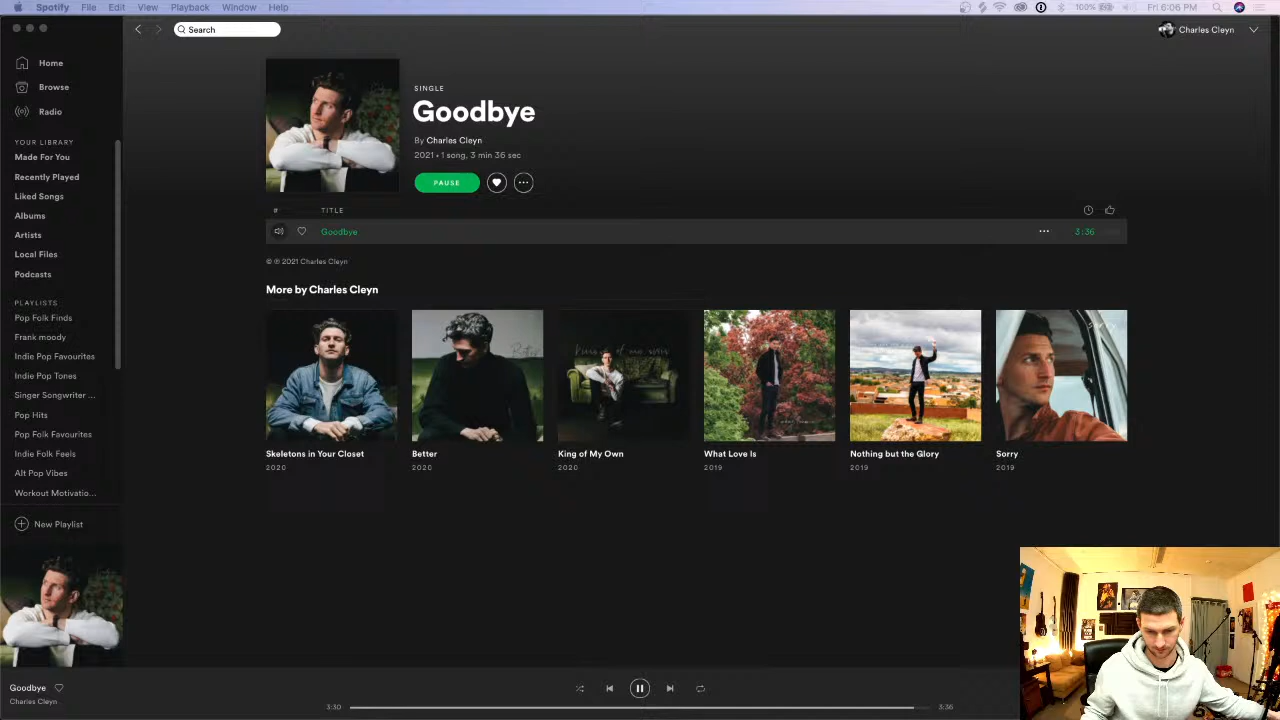 Spotify File Edit View Playback Window Help
100% Fri 6:06 PM
Search
Charles Cleyn
Home
Browse
Radio
YOUR LIBRARY
Made For You
Recently Played
Liked Songs
Albums
Artists
Local Files
Podcasts
PLAYLISTS
Pop Folk Finds
Frank moody
Indie Pop Favourites
Indie Pop Tones
Singer Songwriter ...
Pop Hits
Pop Folk Favourites
Indie Folk Feels
Alt Pop Vibes
Workout Motivatio...
New Playlist
SINGLE
Goodbye
By Charles Cleyn
2021 • 1 song, 3 min 36 sec
PAUSE
# TITLE
Goodbye 3:36
© ℗ 2021 Charles Cleyn
More by Charles Cleyn
Skeletons in Your Closet
2020
Better
2020
King of My Own
2020
What Love Is
2019
Nothing but the Glory
2019
Sorry
2019
Goodbye
Charles Cleyn
3:30
3:36